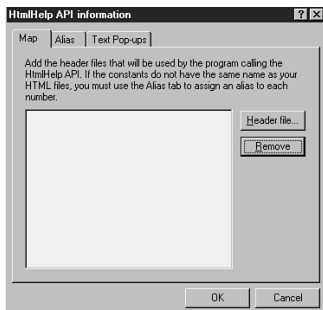 HtmlHelp API information
Map Alias Text Pop-ups
Add the header files that will be used by the program calling the
HtmlHelp API. If the constants do not have the same name as your
HTML files, you must use the Alias tab to assign an alias to each
number.
Header file...
Remove
OK Cancel